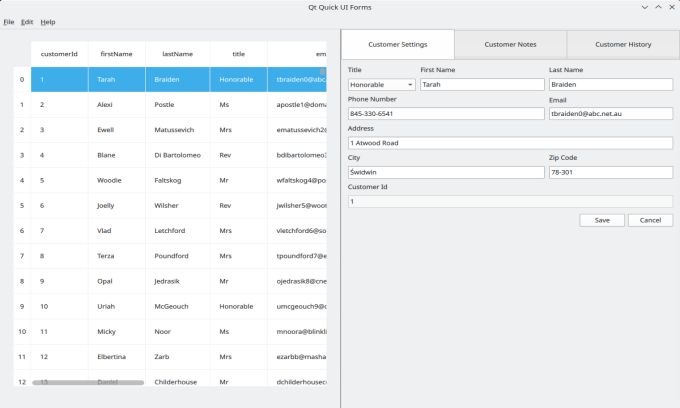 Qt Quick UI Forms
File Edit Help
customerId firstName lastName title em
0 1 Tarah Braiden Honorable tbraiden0@abc.
1 2 Alexi Postle Ms apostle1@doma
2 3 Ewell Matussevich Mrs ematussevich2@
3 4 Blane Di Bartolomeo Rev bdibartolomeo3
4 5 Woodie Faltskog Mr wfaltskog4@po
5 6 Joelly Wilsher Rev jwilsher5@woot
6 7 Vlad Letchford Mrs vletchford6@so
7 8 Terza Poundford Mrs tpoundford7@e
8 9 Opal Jedrasik Mr ojedrasik8@cne
9 10 Uriah McGeouch Honorable umcgeouch9@c
10 11 Micky Noor Ms mnoora@blinkli
11 12 Elbertina Zarb Mrs ezarbb@masha
12 13 Daniel Childerhouse Mr dchilderhousec
Customer Settings Customer Notes Customer History
Title First Name Last Name
Honorable Tarah Braiden
Phone Number Email
845-330-6541 tbraiden0@abc.net.au
Address
1 Atwood Road
City Zip Code
Świdwin 78-301
Customer Id
1
Save Cancel